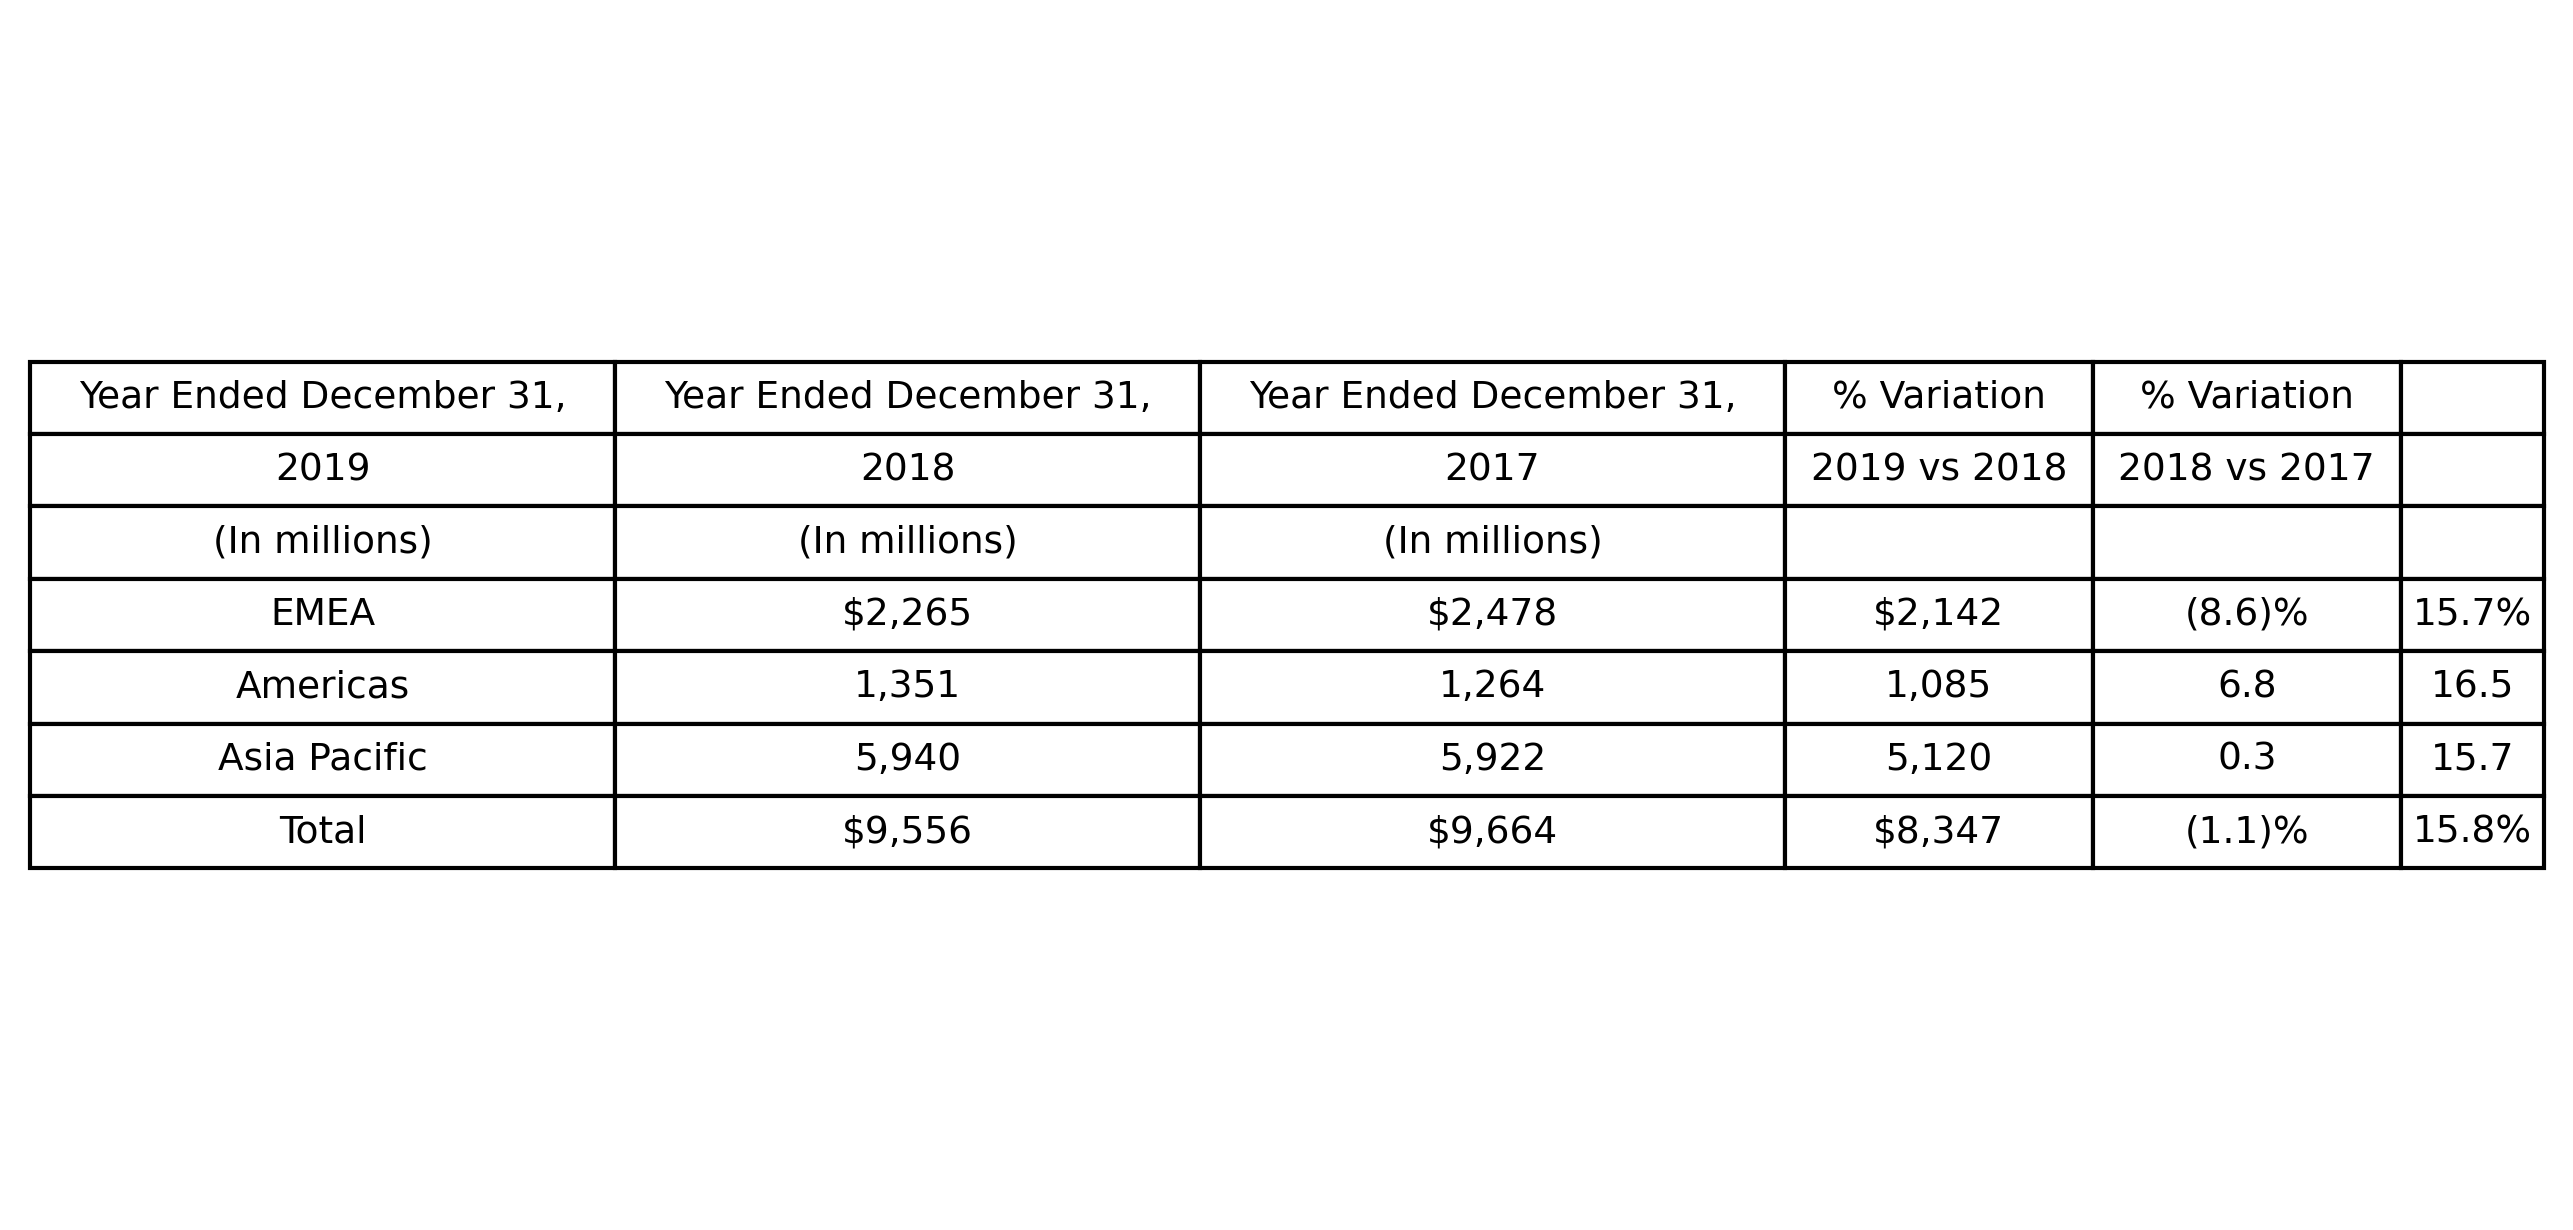 Year Ended December 31, Year Ended December 31, Year Ended December 31, % Variation % Variation
2019 2018 2017 2019 vs 2018 2018 vs 2017
(In millions) (In millions) (In millions)
EMEA $2,265 $2,478 $2,142 (8.6)% 15.7%
Americas 1,351 1,264 1,085 6.8 16.5
Asia Pacific 5,940 5,922 5,120 0.3 15.7
Total $9,556 $9,664 $8,347 (1.1)% 15.8%